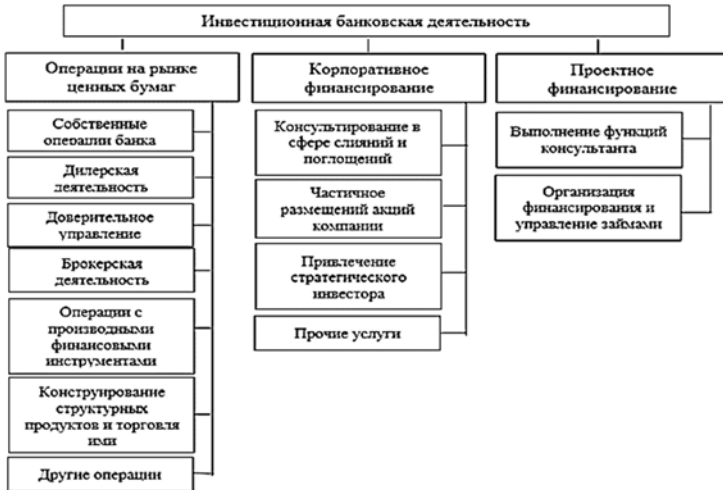 Инвестиционная банковская деятельность
Операции на рынке
ценных бумаг
Собственные
операции банка
Дилерская
деятельность
Доверительное
управление
Брокерская
деятельность
Операции с
производными
финансовыми
инструментами
Конструирование
структурных
продуктов и торговля
ими
Другие операции
Корпоративное
финансирование
Консультирование в
сфере слияний и
поглощений
Частичное
размещений акций
компании
Привлечение
стратегического
инвестора
Прочие услуги
Проектное
финансирование
Выполнение функций
консультанта
Организация
финансирования и
управление займами